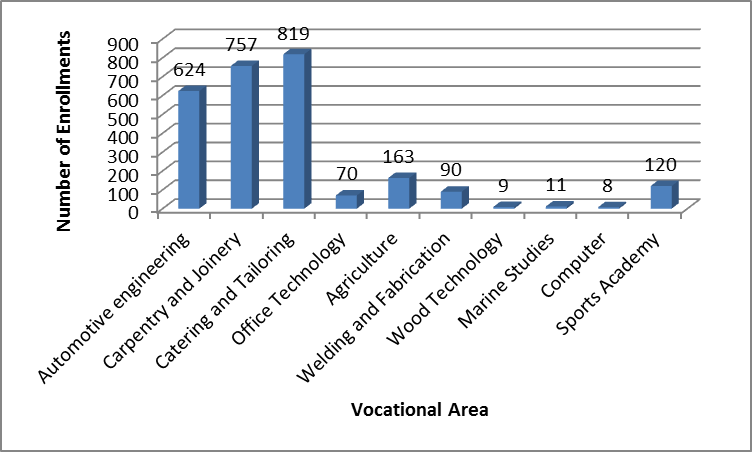 Number of Enrollments
900
800
700
600
500
400
300
200
100
0
624
757
819
70
163
90
9
11
8
120
Automotive engineering
Carpentry and Joinery
Catering and Tailoring
Office Technology
Agriculture
Welding and Fabrication
Wood Technology
Marine Studies
Computer
Sports Academy
Vocational Area